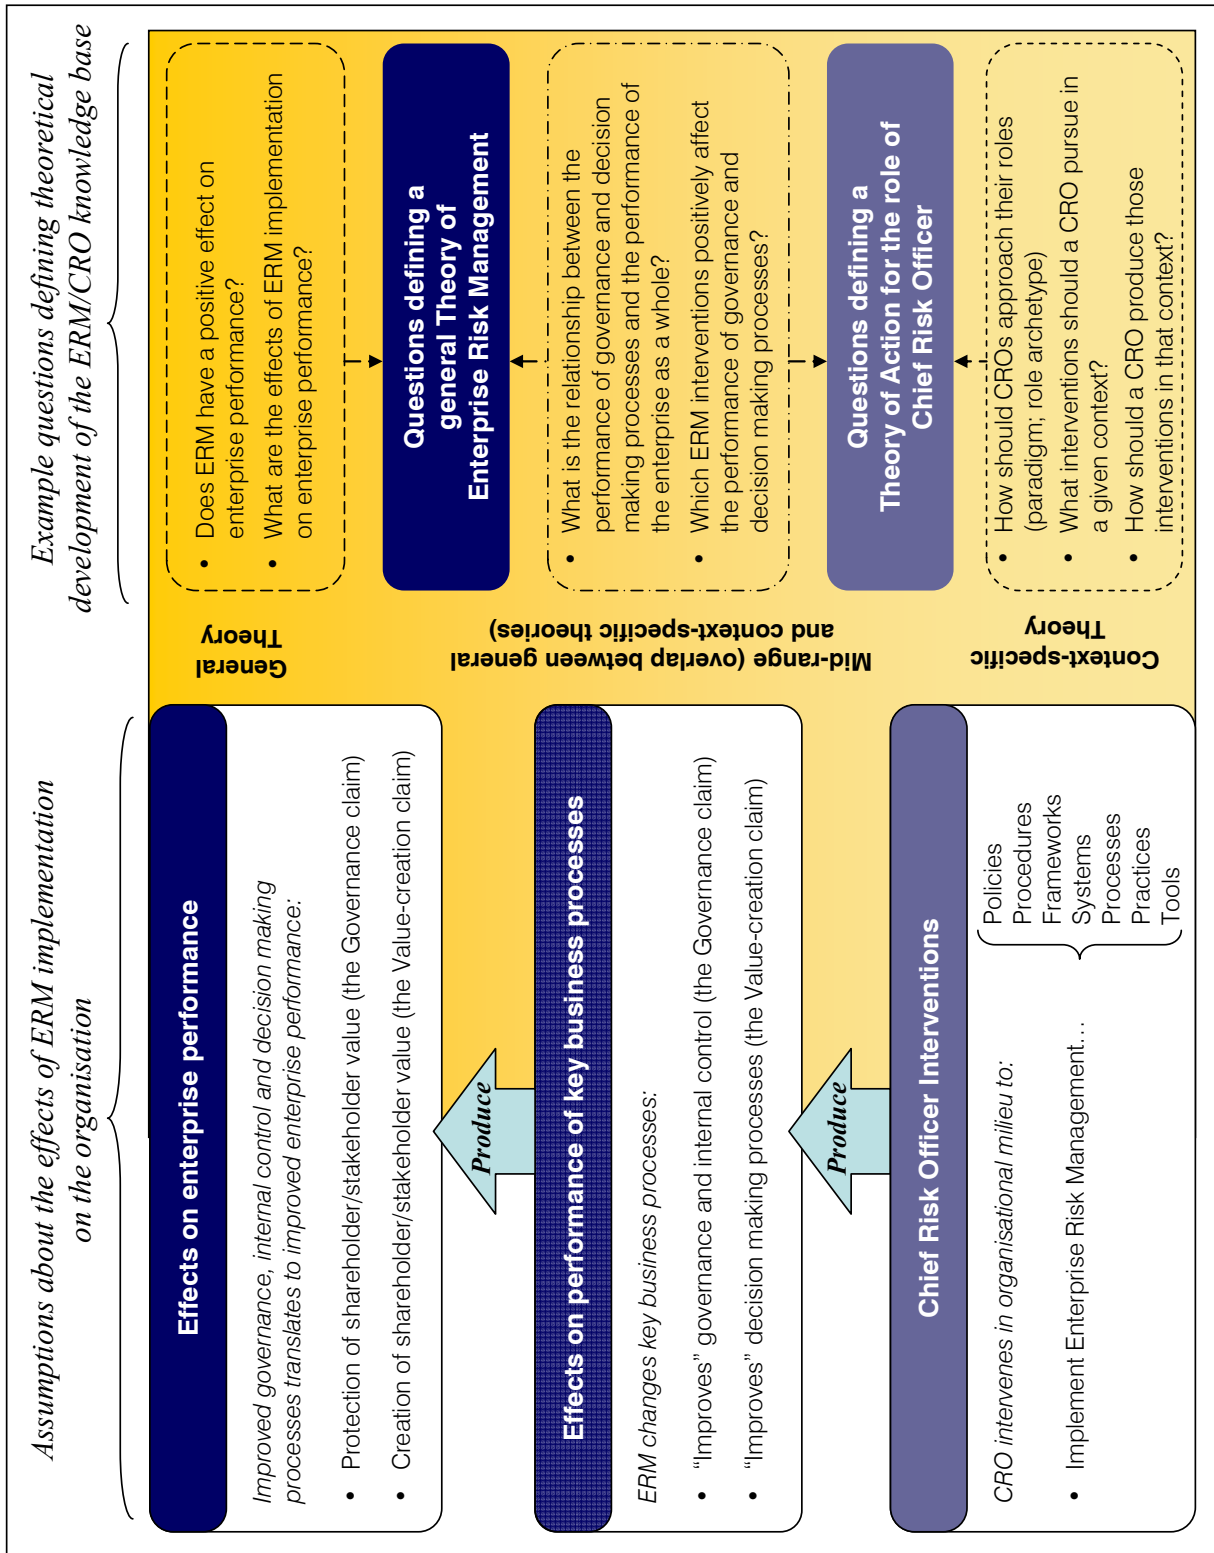 Assumptions about the effects of ERM implementation
on the organisation
Effects on enterprise performance
Improved governance, internal control and decision making
processes translates to improved enterprise performance:
• Protection of shareholder/stakeholder value (the Governance claim)
• Creation of shareholder/stakeholder value (the Value-creation claim)
Produce
Effects on performance of key business processes
ERM changes key business processes:
• “Improves” governance and internal control (the Governance claim)
• “Improves” decision making processes (the Value-creation claim)
Produce
Chief Risk Officer Interventions
CRO intervenes in organisational milieu to:
• Implement Enterprise Risk Management…
Policies
Procedures
Frameworks
Systems
Processes
Practices
Tools
Example questions defining theoretical
development of the ERM/CRO knowledge base
General
Theory
• Does ERM have a positive effect on
enterprise performance?
• What are the effects of ERM implementation
on enterprise performance?
Questions defining a
general Theory of
Enterprise Risk Management
Mid-range (overlap between general
and context-specific theories)
• What is the relationship between the
performance of governance and decision
making processes and the performance of
the enterprise as a whole?
• Which ERM interventions positively affect
the performance of governance and
decision making processes?
Questions defining a
Theory of Action for the role of
Chief Risk Officer
Context-specific
Theory
• How should CROs approach their roles
(paradigm; role archetype)
• What interventions should a CRO pursue in
a given context?
• How should a CRO produce those
interventions in that context?